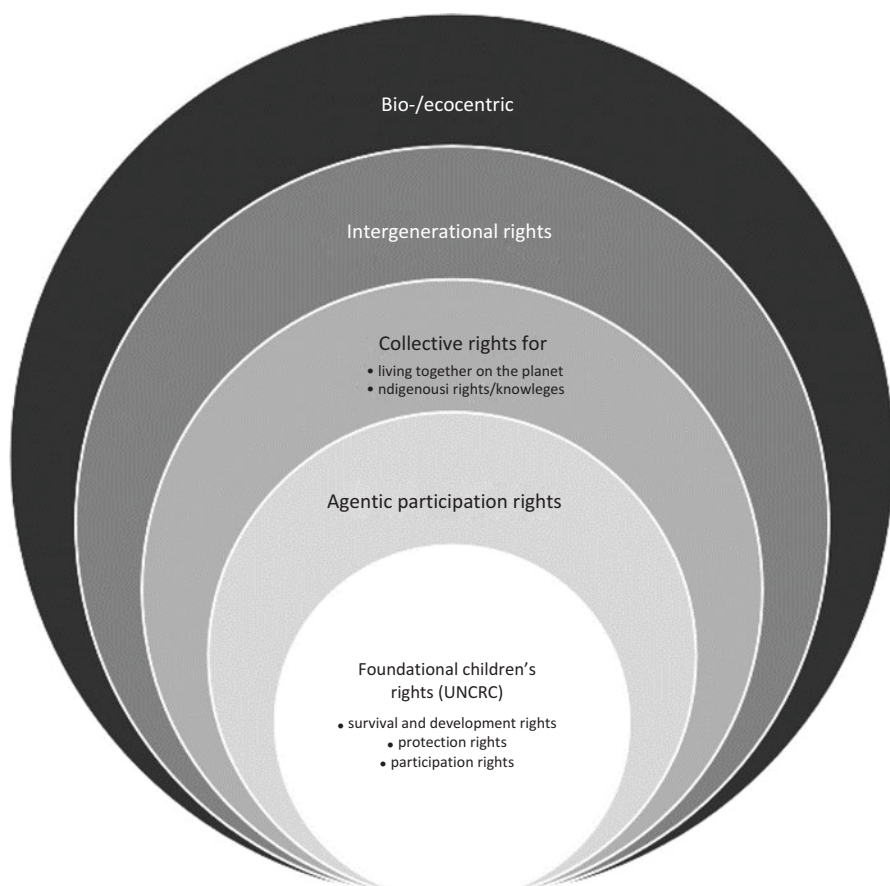 Bio-/ecocentric
Intergenerational rights
Collective rights for
• living together on the planet
• ndigenousi rights/knowleges
Agentic participation rights
Foundational children’s
rights (UNCRC)
• survival and development rights
• protection rights
• participation rights